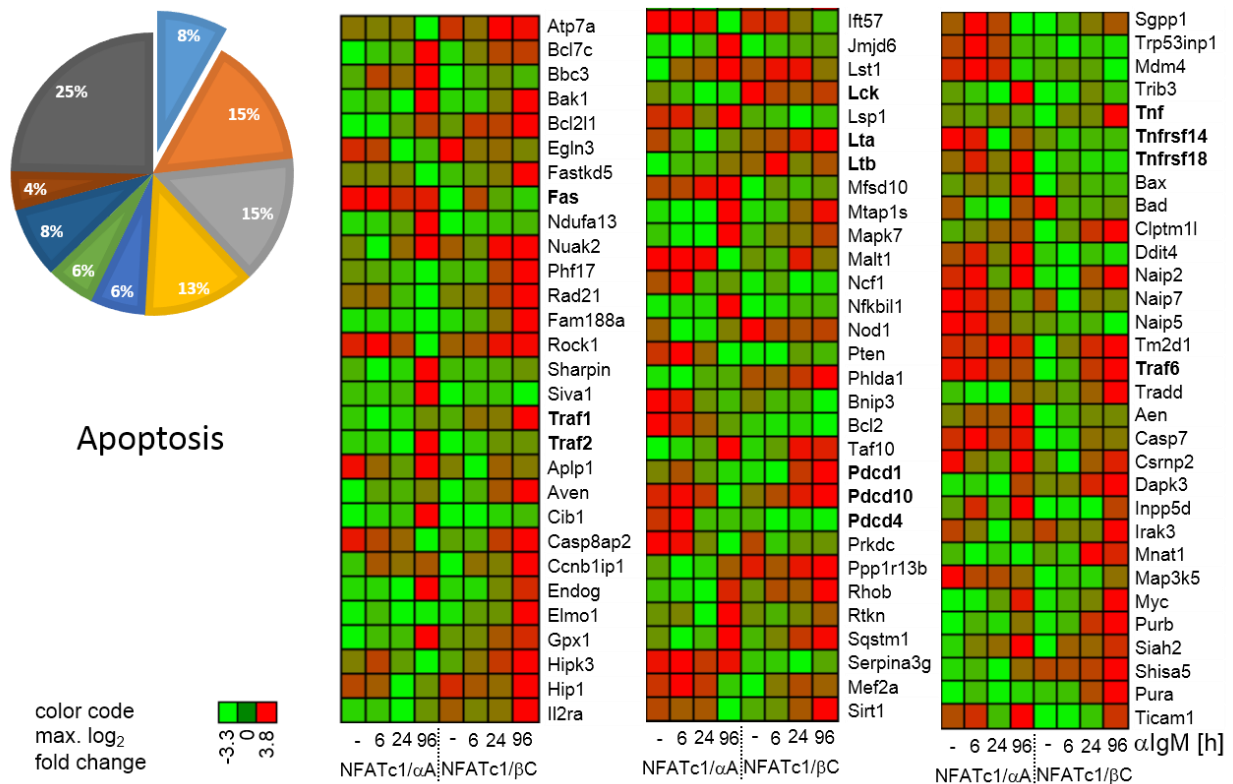 8%
15%
15%
13%
6%
6%
8%
4%
25%
Apoptosis
color code
max. log2
fold change
-3.3
0
3.8
Atp7a
Bcl7c
Bbc3
Bak1
Bcl2l1
Egln3
Fastkd5
Fas
Ndufa13
Nuak2
Phf17
Rad21
Fam188a
Rock1
Sharpin
Siva1
Traf1
Traf2
Aplp1
Aven
Cib1
Casp8ap2
Ccnb1ip1
Endog
Elmo1
Gpx1
Hipk3
Hip1
Il2ra
- 6 24 96 - 6 24 96
NFATc1/αA NFATc1/βC
Ift57
Jmjd6
Lst1
Lck
Lsp1
Lta
Ltb
Mfsd10
Mtap1s
Mapk7
Malt1
Ncf1
Nfkbil1
Nod1
Pten
Phlda1
Bnip3
Bcl2
Taf10
Pdcd1
Pdcd10
Pdcd4
Prkdc
Ppp1r13b
Rhob
Rtkn
Sqstm1
Serpina3g
Mef2a
Sirt1
- 6 24 96 - 6 24 96
NFATc1/αA NFATc1/βC
Sgpp1
Trp53inp1
Mdm4
Trib3
Tnf
Tnfrsf14
Tnfrsf18
Bax
Bad
Clptm1l
Ddit4
Naip2
Naip7
Naip5
Tm2d1
Traf6
Tradd
Aen
Casp7
Csrnp2
Dapk3
Inpp5d
Irak3
Mnat1
Map3k5
Myc
Purb
Siah2
Shisa5
Pura
Ticam1
- 6 24 96 - 6 24 96 αIgM [h]
NFATc1/αA NFATc1/βC